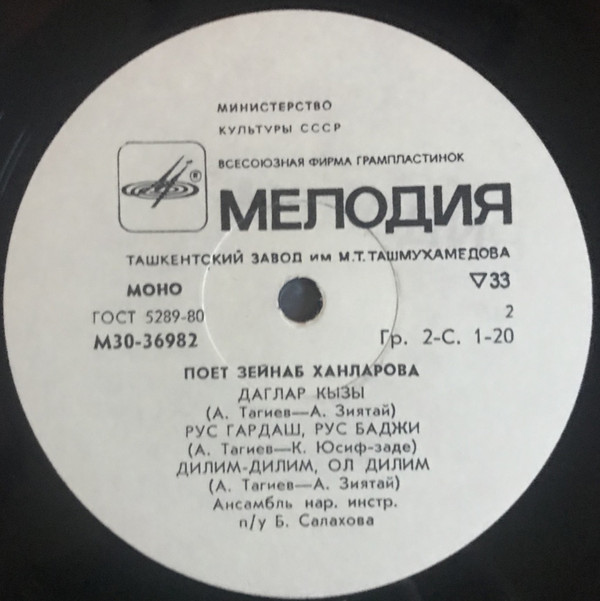 МИНИСТЕРСТВО
КУЛЬТУРЫ СССР
ВСЕСОЮЗНАЯ ФИРМА ГРАМПЛАСТИНОК
®
МЕЛОДИЯ
ТАШКЕНТСКИЙ ЗАВОД им М.Т.ТАШМУХАМЕДОВА
МОНО
▽33
ГОСТ 5289-80
2
М30-36982
Гр. 2-С. 1-20
ПОЕТ ЗЕЙНАБ ХАНЛАРОВА
ДАГЛАР КЫЗЫ
(А. Тагиев—А. Зиятай)
РУС ГАРДАШ, РУС БАДЖИ
(А. Тагиев—К. Юсиф-заде)
ДИЛИМ-ДИЛИМ, ОЛ ДИЛИМ
(А. Тагиев—А. Зиятай)
Ансамбль нар. инстр.
п/у Б. Салахова